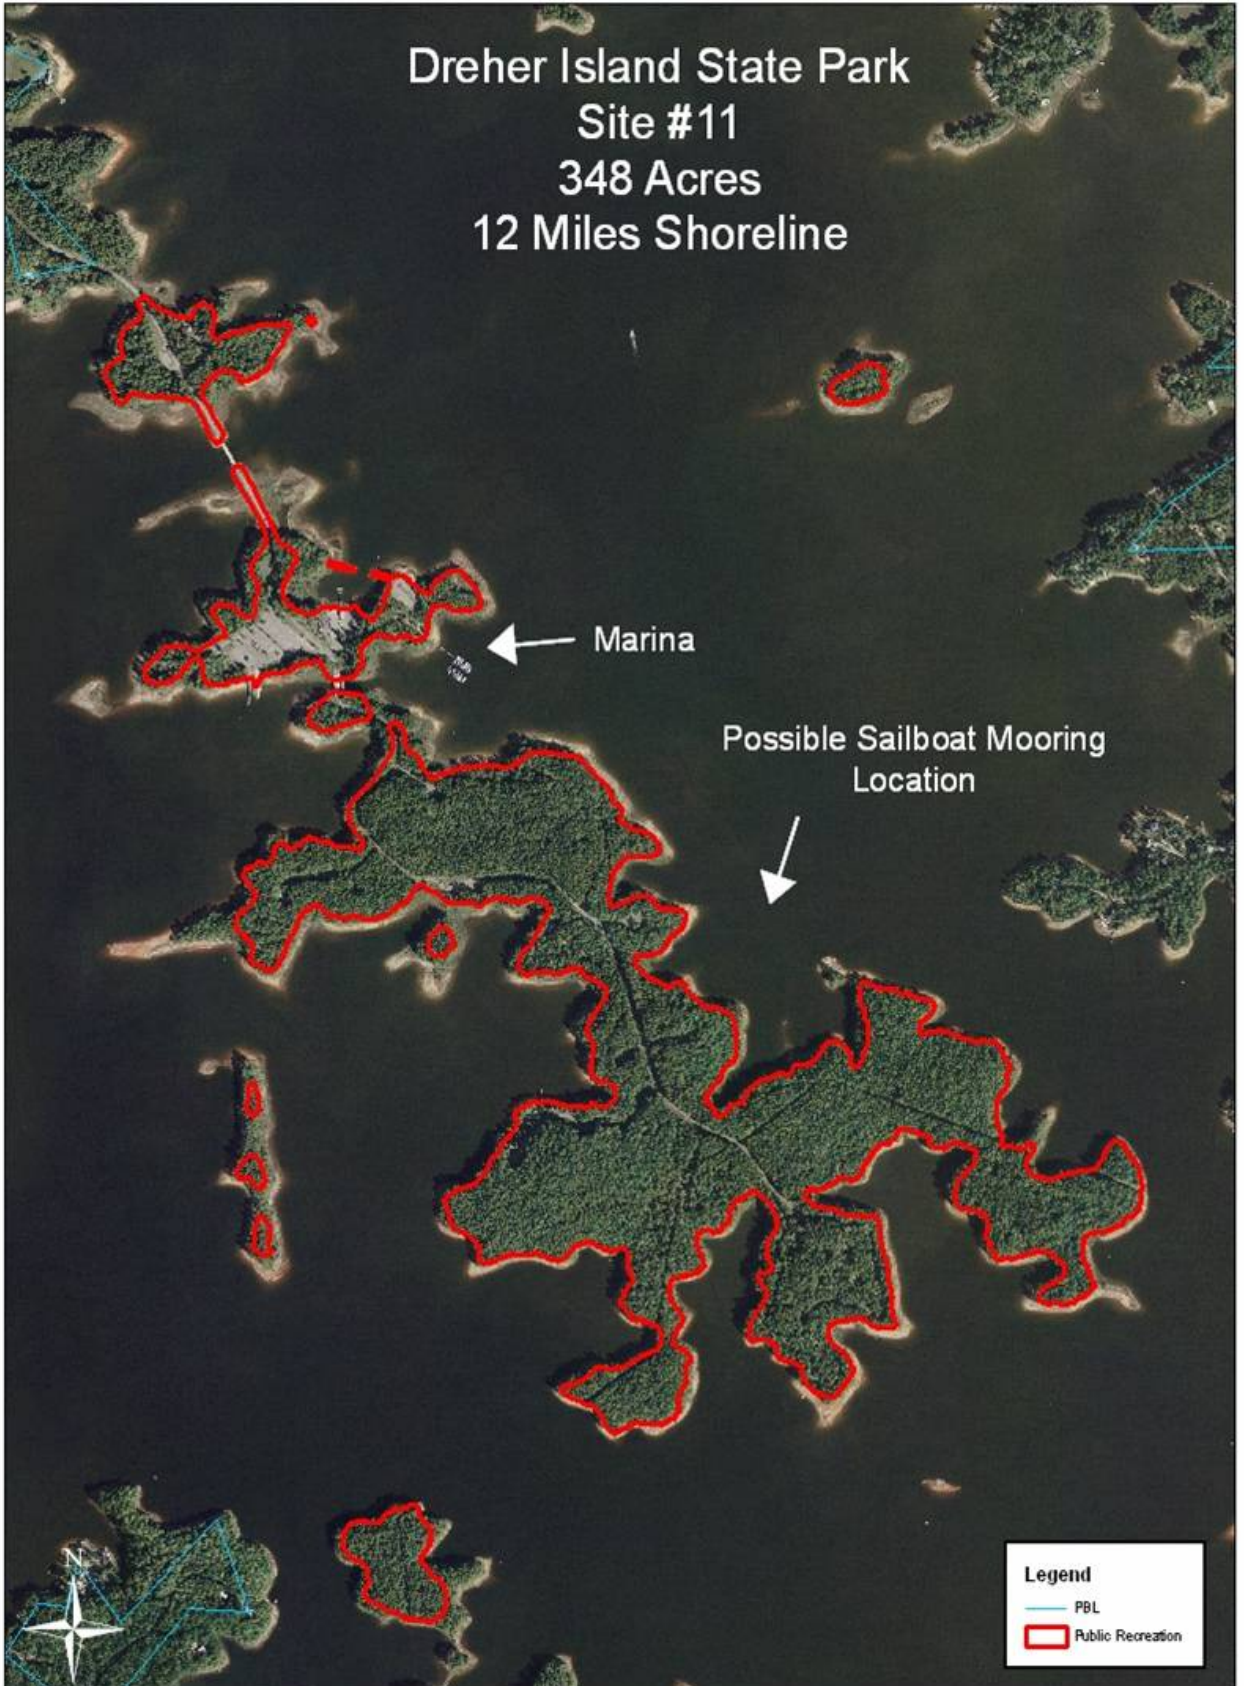 Dreher Island State Park
Site #11
348 Acres
12 Miles Shoreline
Marina
Possible Sailboat Mooring
Location
N
Legend
PBL
Public Recreation